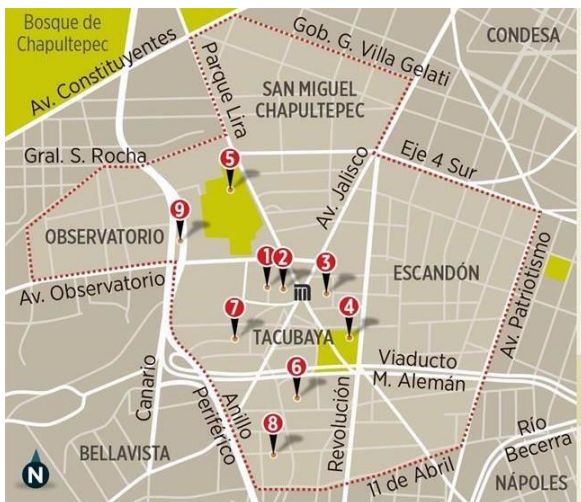 Bosque de
Chapultepec
Av. Constituyentes
Parque Lira
Gob. G. Villa Gelati
CONDESA
SAN MIGUEL
CHAPULTEPEC
Gral. S. Rocha
5
Av. Jalisco
Eje 4 Sur
9
OBSERVATORIO
Av. Observatorio
1
2
3
ESCANDÓN
Av. Patriotismo
7
4
TACUBAYA
6
Viaducto
M. Alemán
Canario
Anillo
Periférico
Revolución
8
BELLAVISTA
11 de Abril
Río
Becerra
NÁPOLES
N